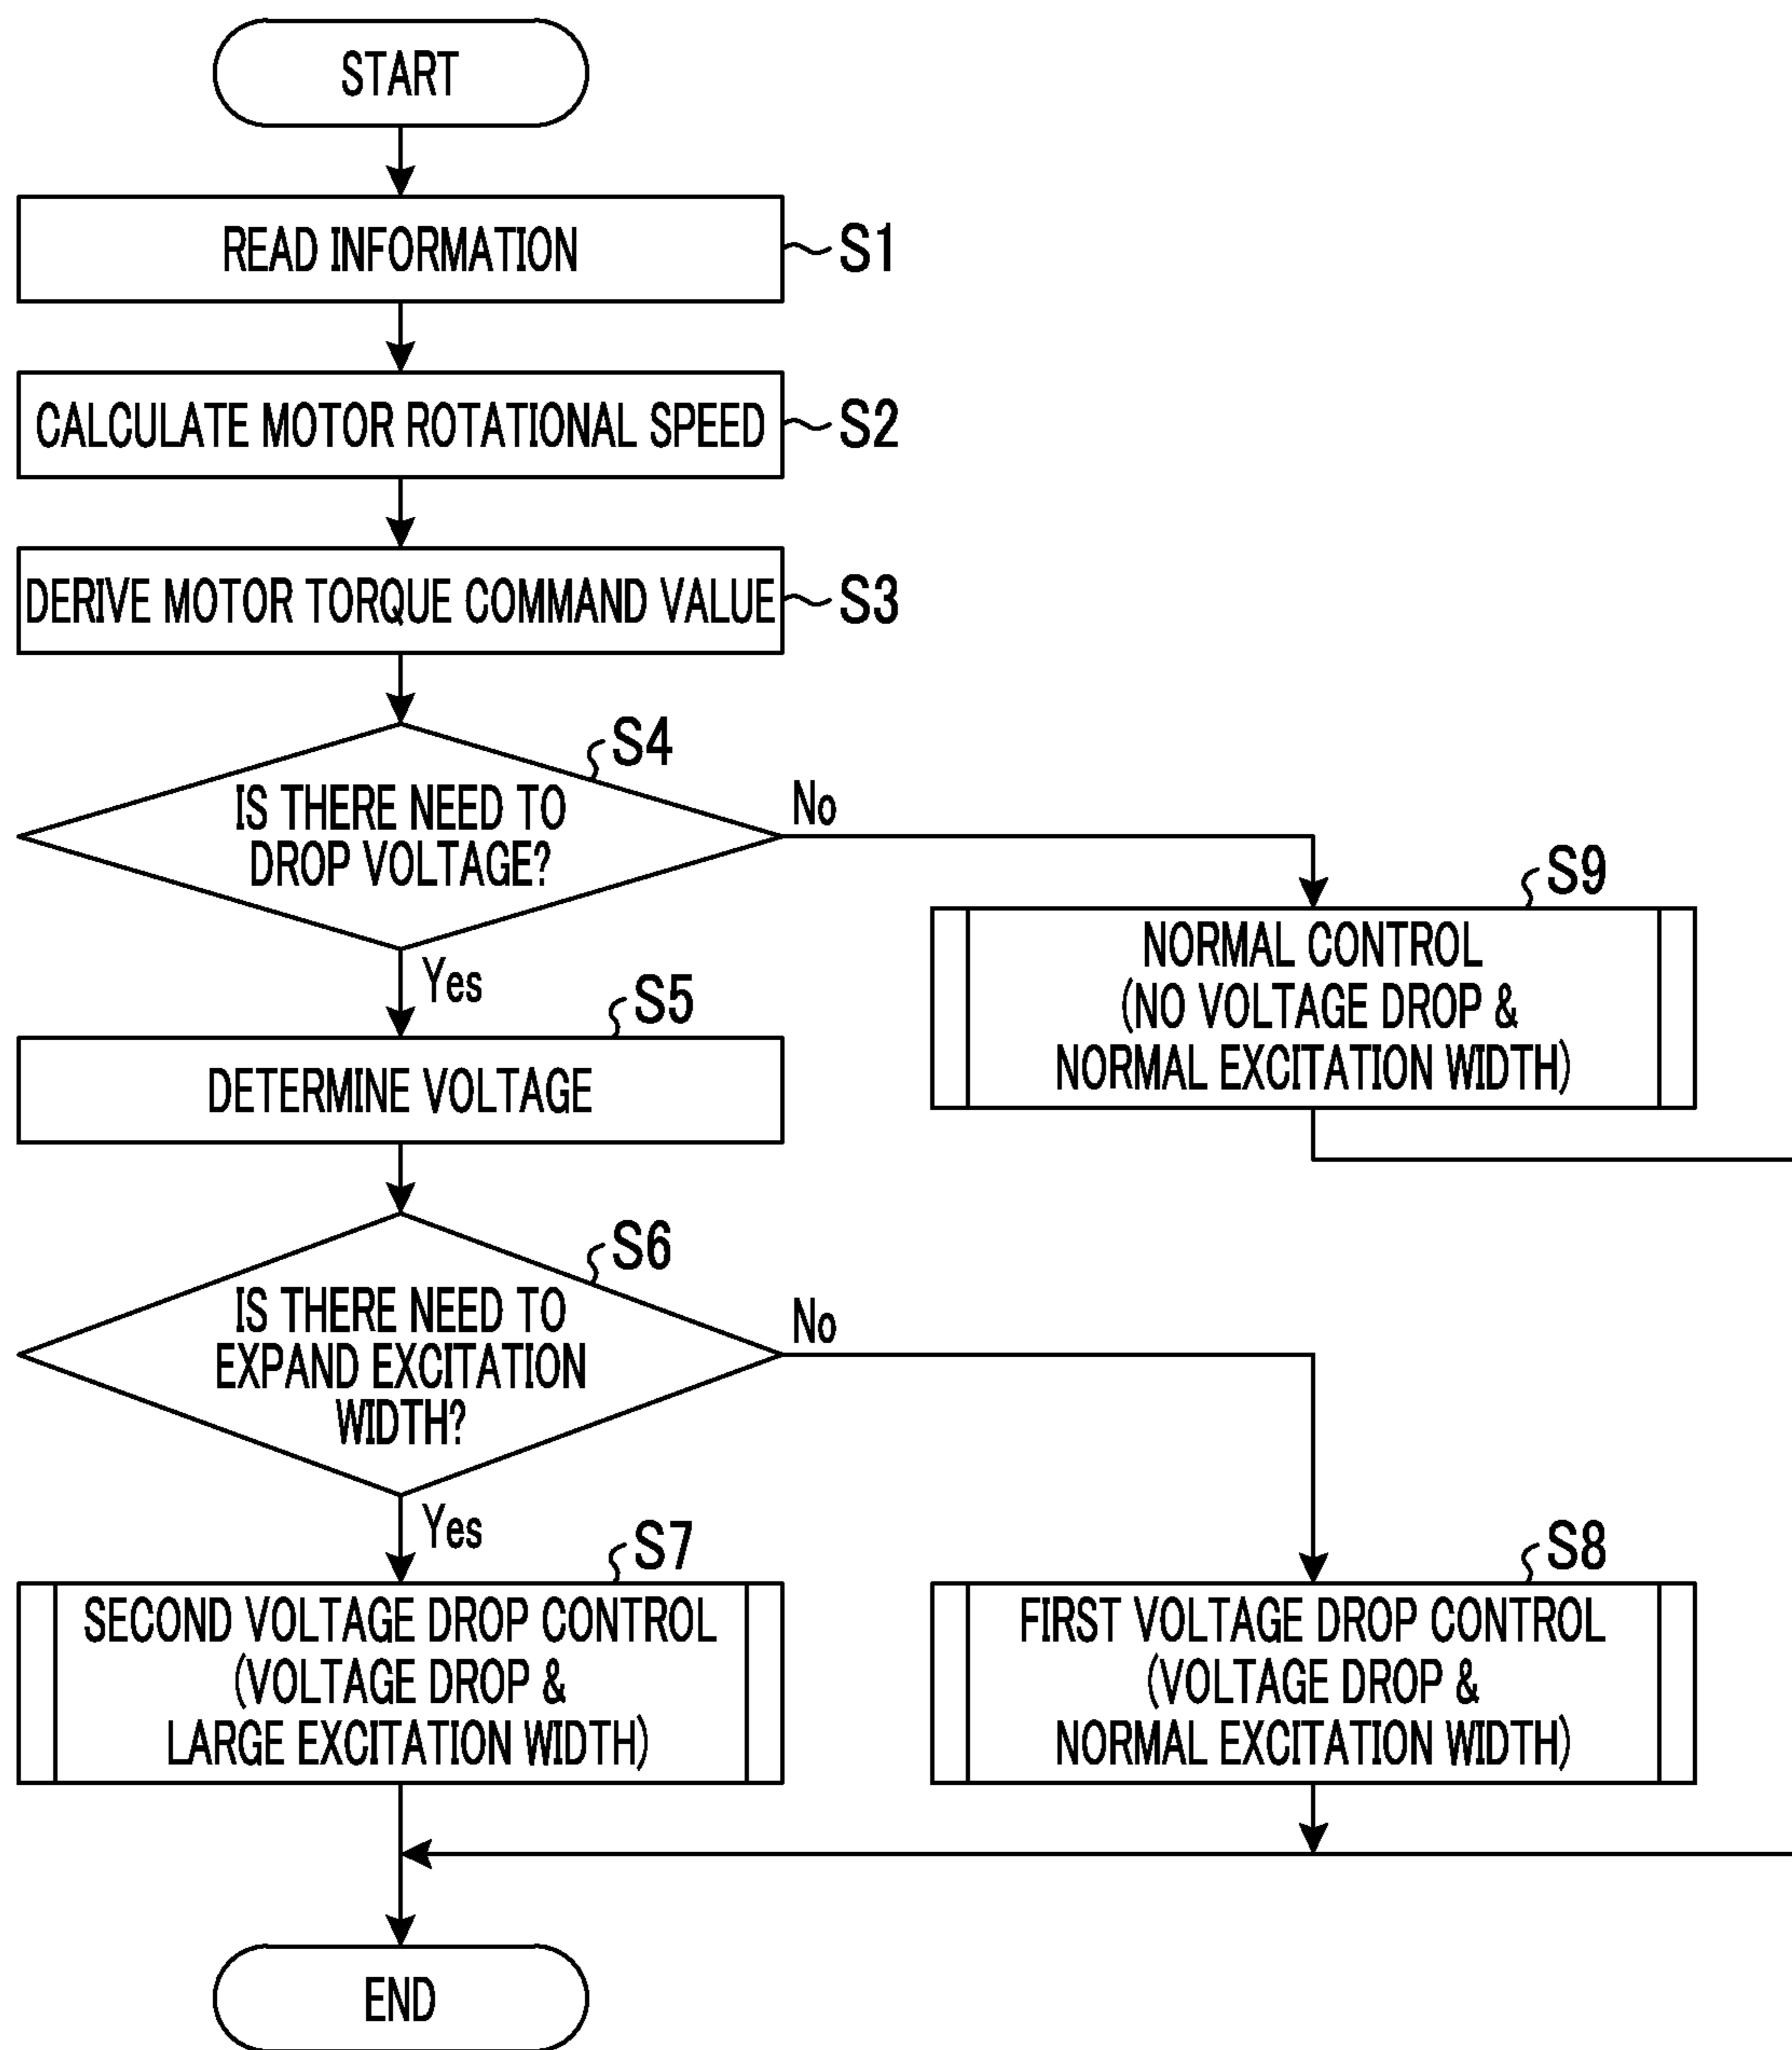 START
READ INFORMATION
S1
CALCULATE MOTOR ROTATIONAL SPEED
S2
DERIVE MOTOR TORQUE COMMAND VALUE
S3
S4
IS THERE NEED TO
DROP VOLTAGE?
No
Yes
S9
NORMAL CONTROL
(NO VOLTAGE DROP &
NORMAL EXCITATION WIDTH)
S5
DETERMINE VOLTAGE
S6
IS THERE NEED TO
EXPAND EXCITATION
WIDTH?
No
Yes
S7
SECOND VOLTAGE DROP CONTROL
(VOLTAGE DROP &
LARGE EXCITATION WIDTH)
S8
FIRST VOLTAGE DROP CONTROL
(VOLTAGE DROP &
NORMAL EXCITATION WIDTH)
END